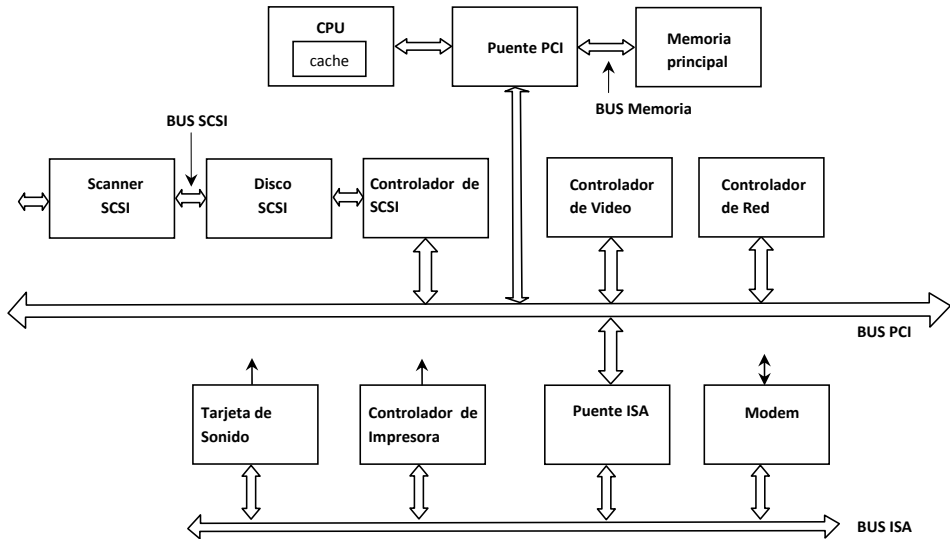 CPU
cache
Puente PCI
Memoria
principal
BUS Memoria
BUS SCSI
Scanner
SCSI
Disco
SCSI
Controlador de
SCSI
Controlador
de Video
Controlador
de Red
BUS PCI
Tarjeta de
Sonido
Controlador de
Impresora
Puente ISA
Modem
BUS ISA